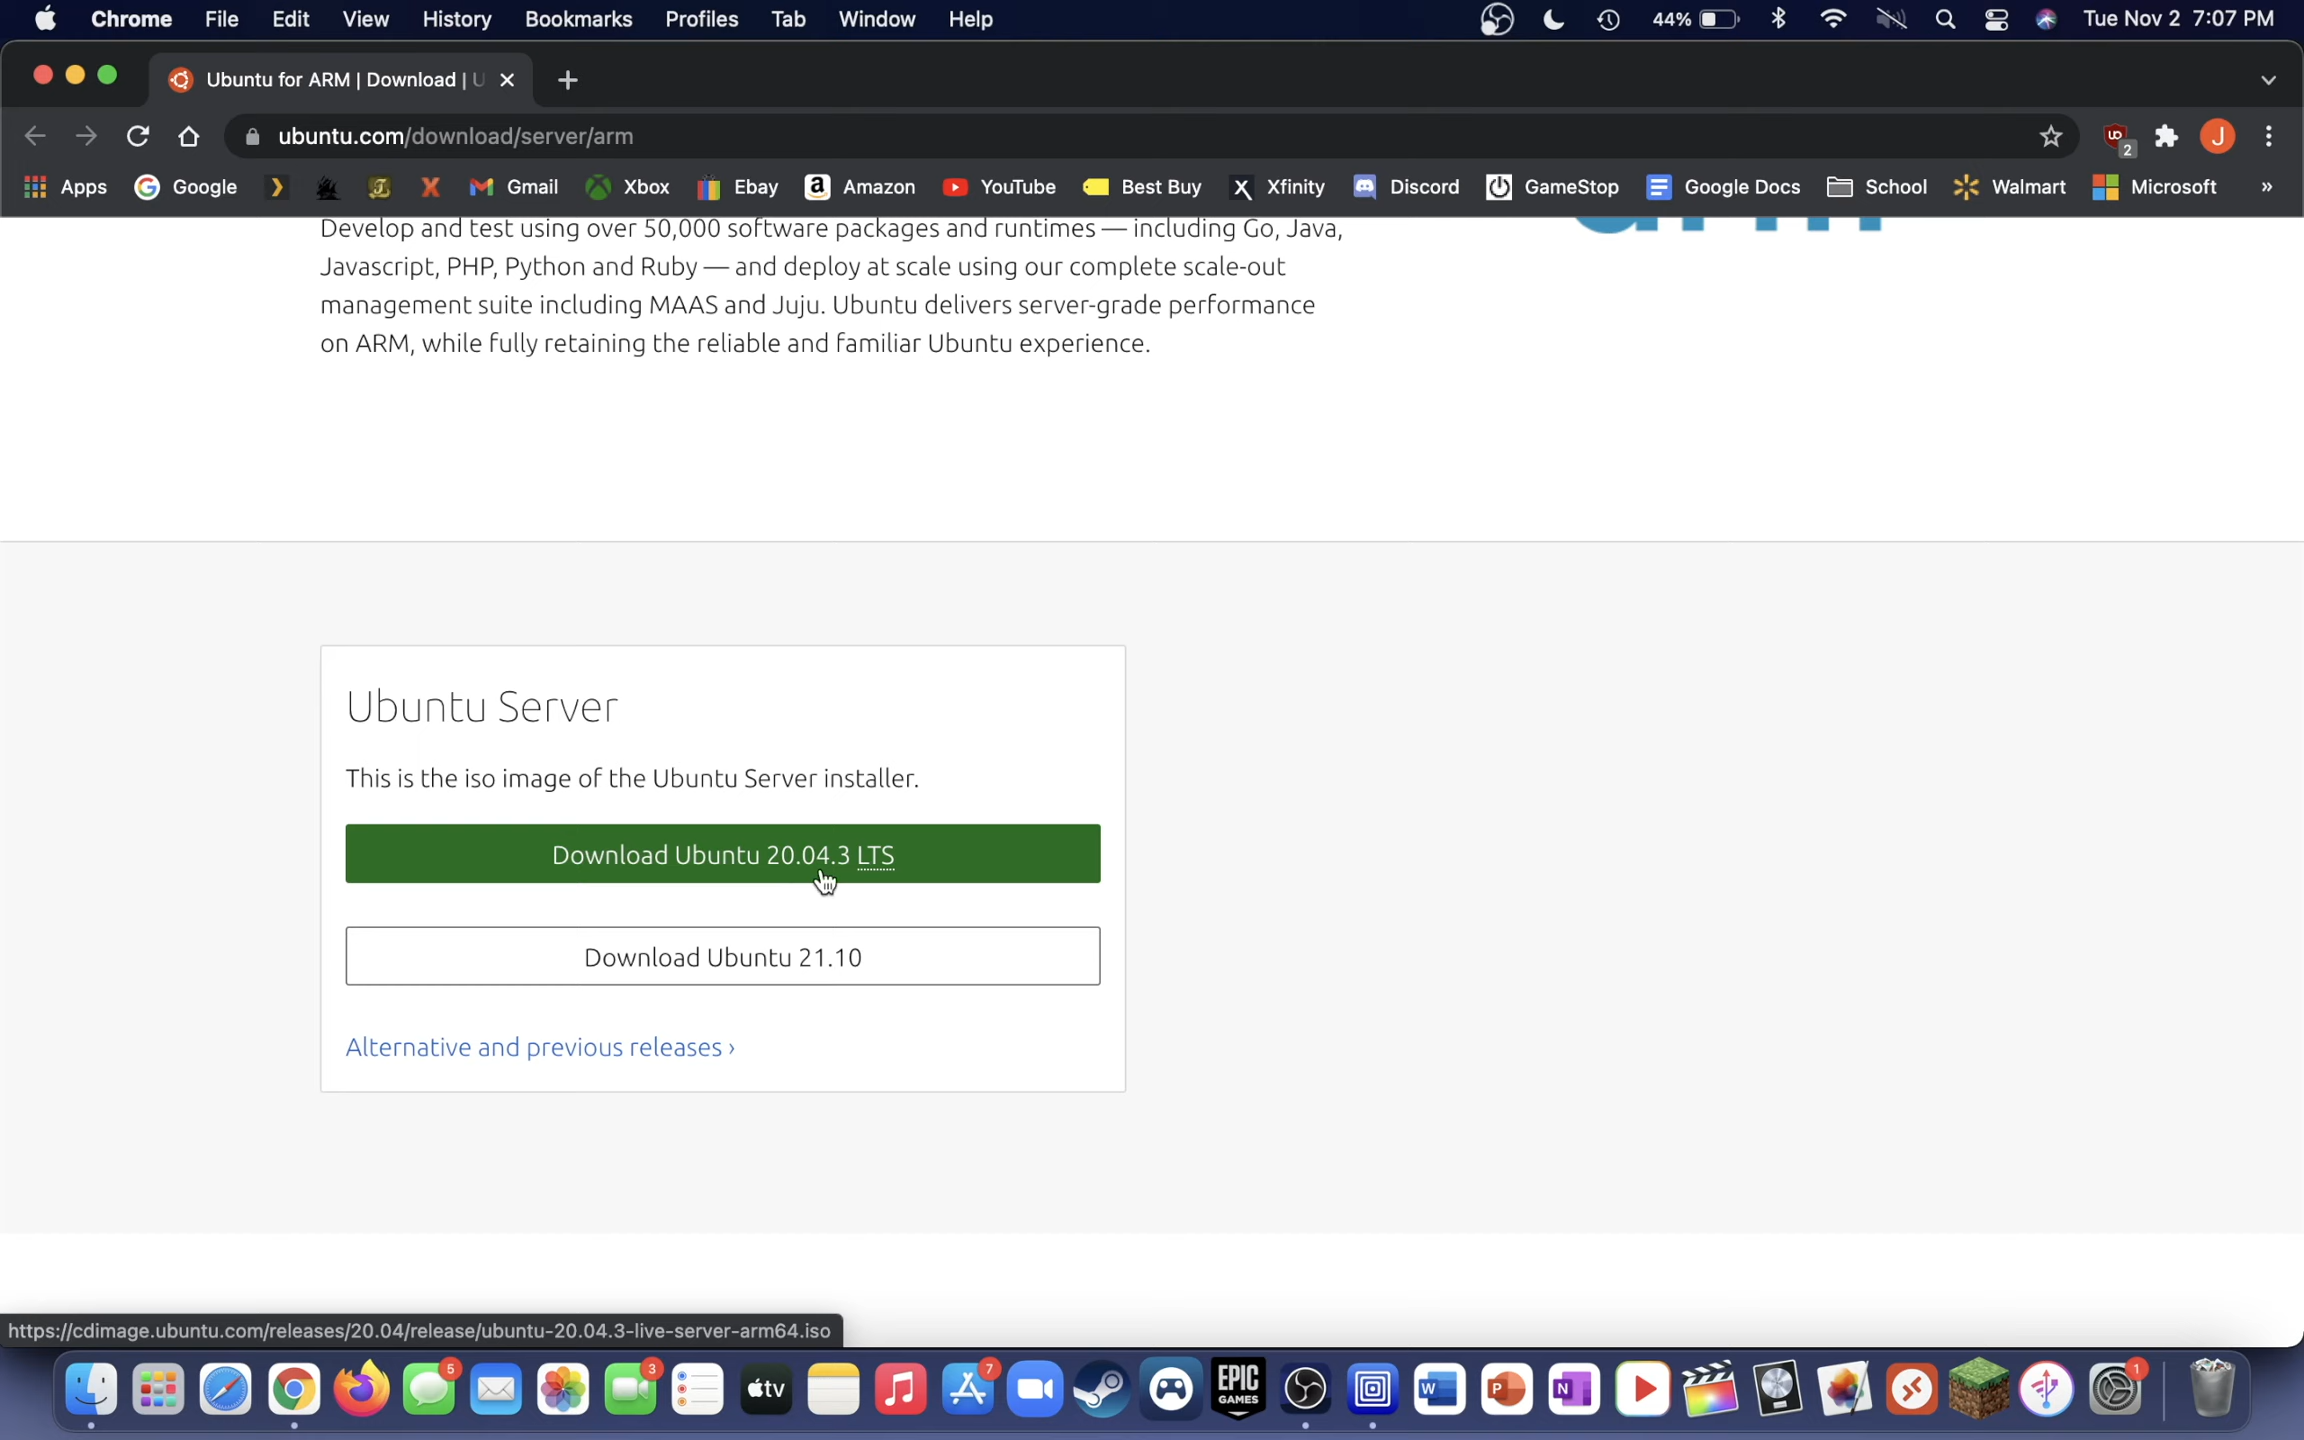 Chrome File Edit View History Bookmarks Profiles Tab Window Help 44% Tue Nov 2 7:07 PM
Ubuntu for ARM | Download | U
ubuntu.com/download/server/arm 2 J
Apps Google Gmail Xbox Ebay Amazon YouTube Best Buy Xfinity Discord GameStop Google Docs School Walmart Microsoft »
Develop and test using over 50,000 software packages and runtimes — including Go, Java,
Javascript, PHP, Python and Ruby — and deploy at scale using our complete scale-out
management suite including MAAS and Juju. Ubuntu delivers server-grade performance
on ARM, while fully retaining the reliable and familiar Ubuntu experience.
Ubuntu Server
This is the iso image of the Ubuntu Server installer.
Download Ubuntu 20.04.3 LTS
Download Ubuntu 21.10
Alternative and previous releases ›
https://cdimage.ubuntu.com/releases/20.04/release/ubuntu-20.04.3-live-server-arm64.iso
5 3 tv 7 EPIC GAMES W P N 1